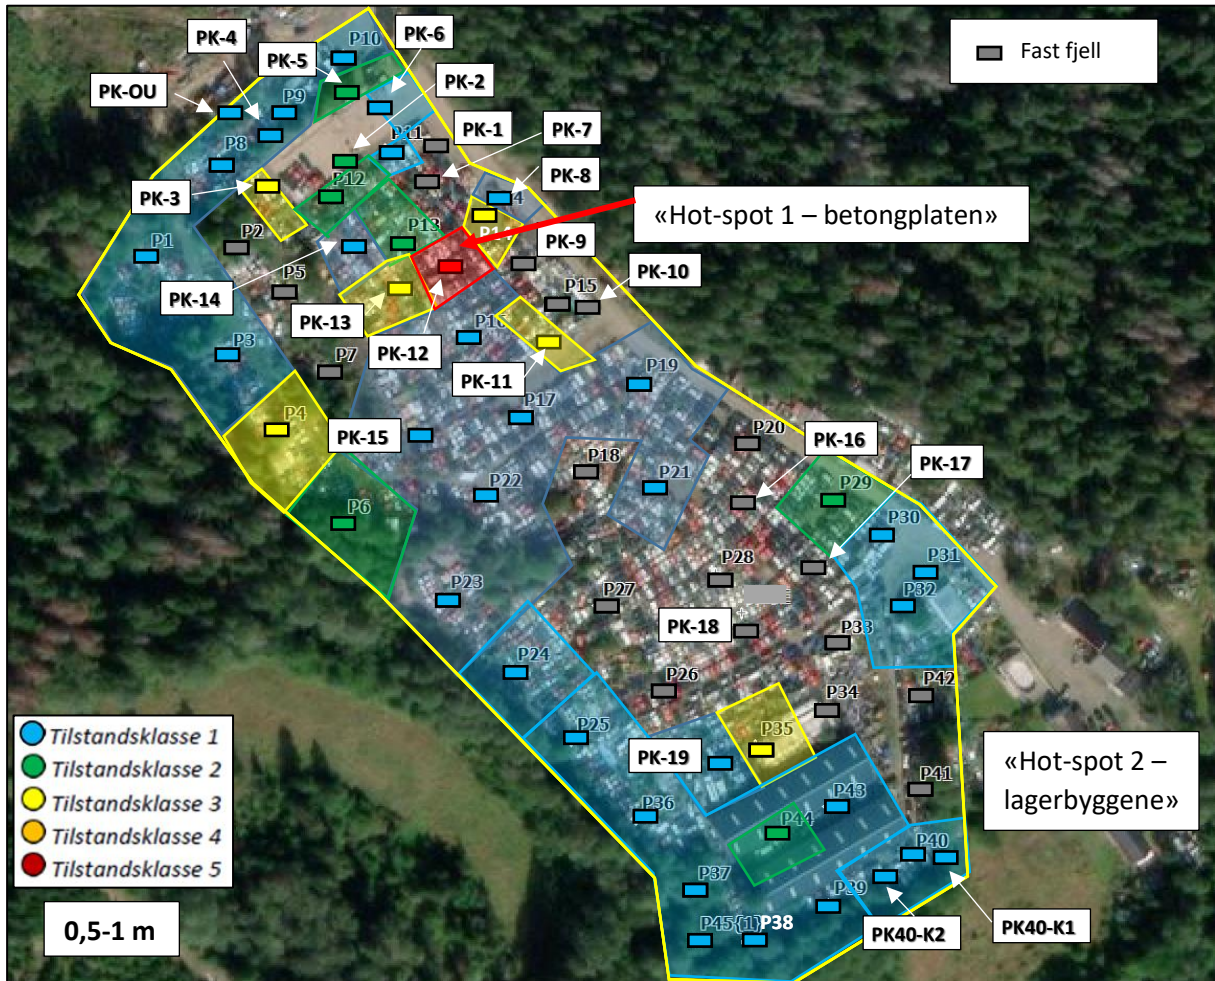 PK-4
PK-5
P10
PK-6
PK-2
Fast fjell
PK-OU
P9
P11
PK-1
PK-7
P8
PK-8
PK-3
P12
P1
P2
P13
PK-9
«Hot-spot 1 – betongplaten»
PK-14
P5
PK-13
PK-10
P15
P3
P7
PK-12
P16
PK-11
P19
P4
PK-15
P17
P18
P20
PK-16
PK-17
P6
P22
P21
P29
P30
P23
P27
P28
P31
P32
PK-18
P33
P24
P26
P34
P42
P25
PK-19
P35
«Hot-spot 2 –
lagerbyggene»
P41
P36
P43
P44
P37
P40
P39
P45{1}
P38
PK40-K2
PK40-K1
Tilstandsklasse 1
Tilstandsklasse 2
Tilstandsklasse 3
Tilstandsklasse 4
Tilstandsklasse 5
0,5-1 m